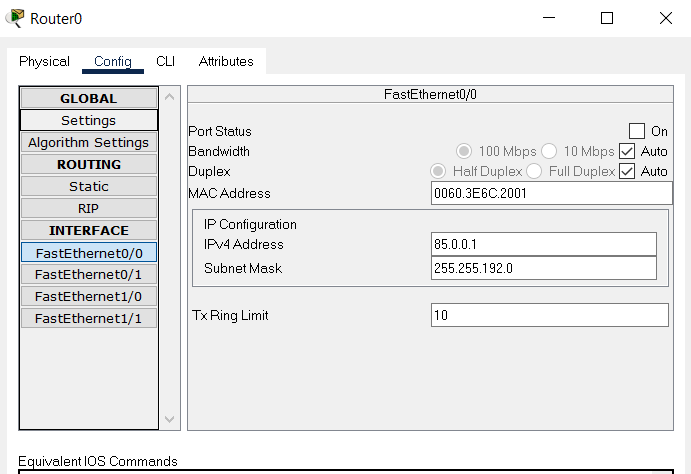 Router0
Physical Config CLI Attributes
GLOBAL
Settings
Algorithm Settings
ROUTING
Static
RIP
INTERFACE
FastEthernet0/0
FastEthernet0/1
FastEthernet1/0
FastEthernet1/1
FastEthernet0/0
Port Status On
Bandwidth 100 Mbps 10 Mbps Auto
Duplex Half Duplex Full Duplex Auto
MAC Address 0060.3E6C.2001
IP Configuration
IPv4 Address 85.0.0.1
Subnet Mask 255.255.192.0
Tx Ring Limit 10
Equivalent IOS Commands